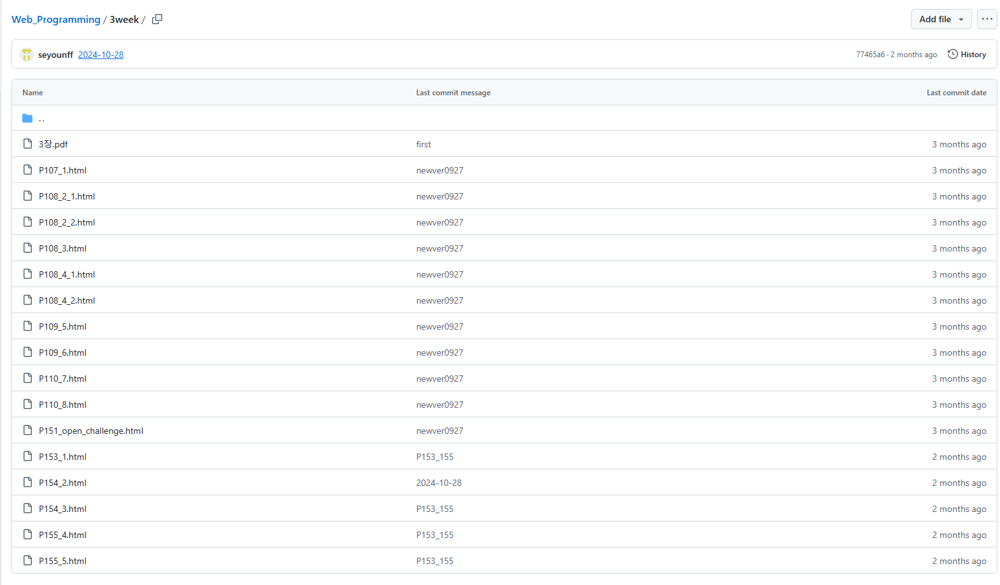 Web_Programming / 3week /
Add file
seyounff 2024-10-28
77465a6 · 2 months ago
History
Name Last commit message Last commit date
..
3장.pdf first 3 months ago
P107_1.html newver0927 3 months ago
P108_2_1.html newver0927 3 months ago
P108_2_2.html newver0927 3 months ago
P108_3.html newver0927 3 months ago
P108_4_1.html newver0927 3 months ago
P108_4_2.html newver0927 3 months ago
P109_5.html newver0927 3 months ago
P109_6.html newver0927 3 months ago
P110_7.html newver0927 3 months ago
P110_8.html newver0927 3 months ago
P151_open_challenge.html newver0927 3 months ago
P153_1.html P153_155 2 months ago
P154_2.html 2024-10-28 2 months ago
P154_3.html P153_155 2 months ago
P155_4.html P153_155 2 months ago
P155_5.html P153_155 2 months ago